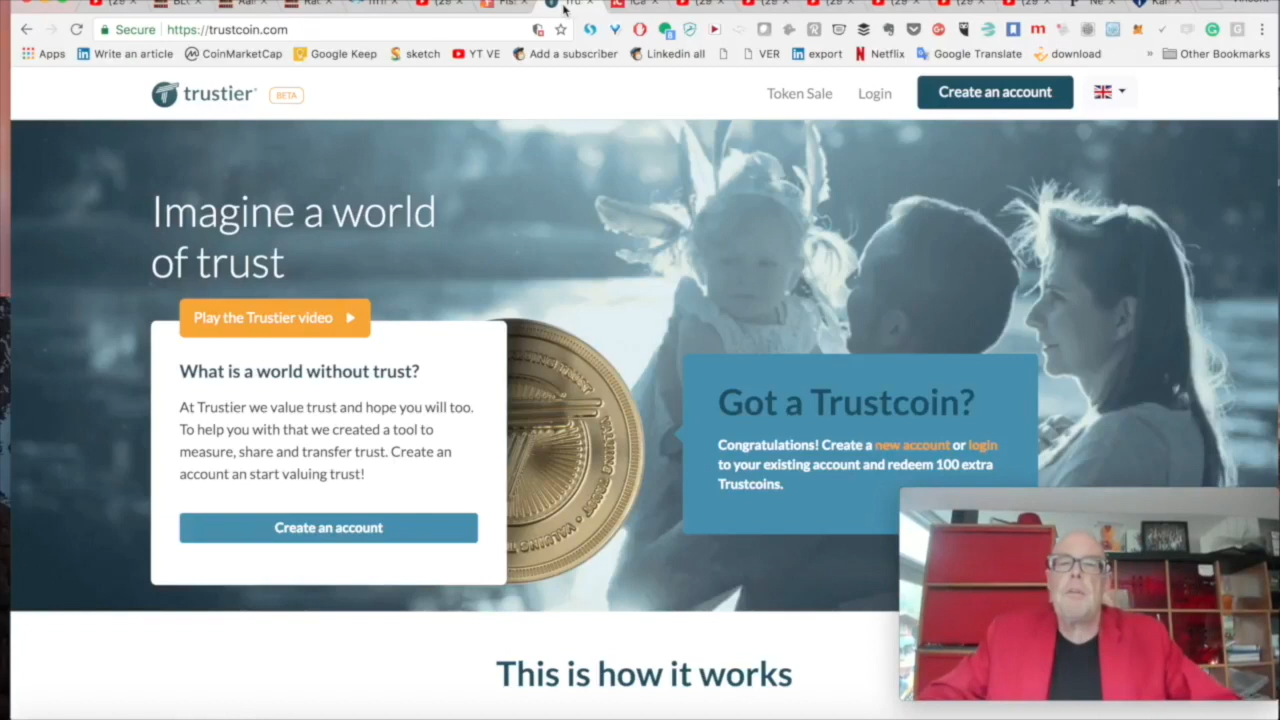 Secure https://trustcoin.com
Apps Write an article CoinMarketCap Google Keep sketch YT VE Add a subscriber Linkedin all VER export Netflix Google Translate download » Other Bookmarks
trustier BETA Token Sale Login Create an account
Imagine a world
of trust
Play the Trustier video
What is a world without trust?
At Trustier we value trust and hope you will too.
To help you with that we created a tool to
measure, share and transfer trust. Create an
account an start valuing trust!
Create an account
Got a Trustcoin?
Congratulations! Create a new account or login
to your existing account and redeem 100 extra
Trustcoins.
This is how it works